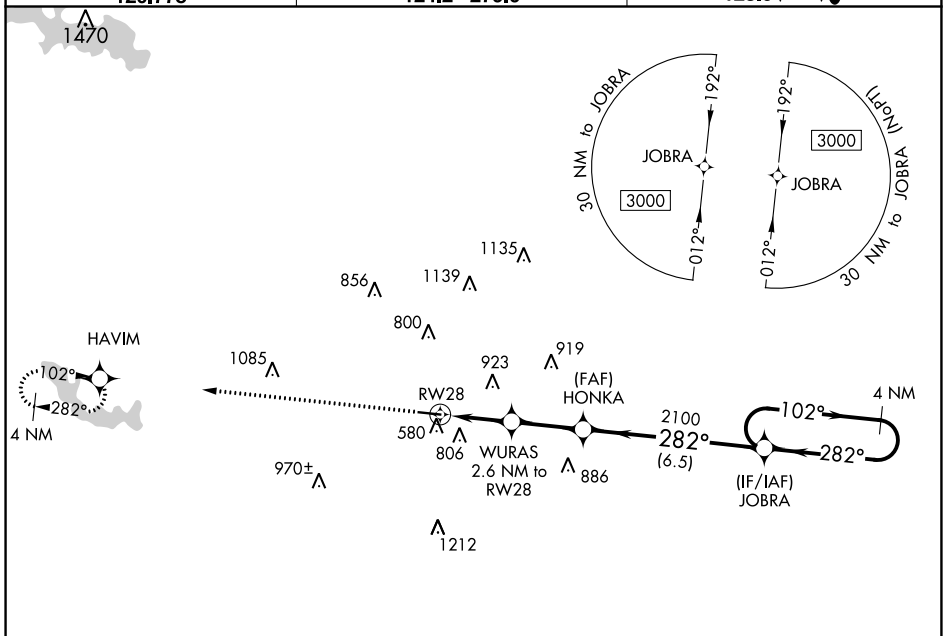 1470
30 NM to JOBRA
192°
JOBRA
3000
012°
192°
3000
JOBRA
012°
30 NM to JOBRA (NoPT)
1135
1139
856
800
HAVIM
1085
102°
282°
4 NM
923
919
RW28
(FAF)
HONKA
580
806
WURAS
2.6 NM to
RW28
886
2100
282°
(6.5)
102°
4 NM
282°
(IF/IAF)
JOBRA
970±
1212